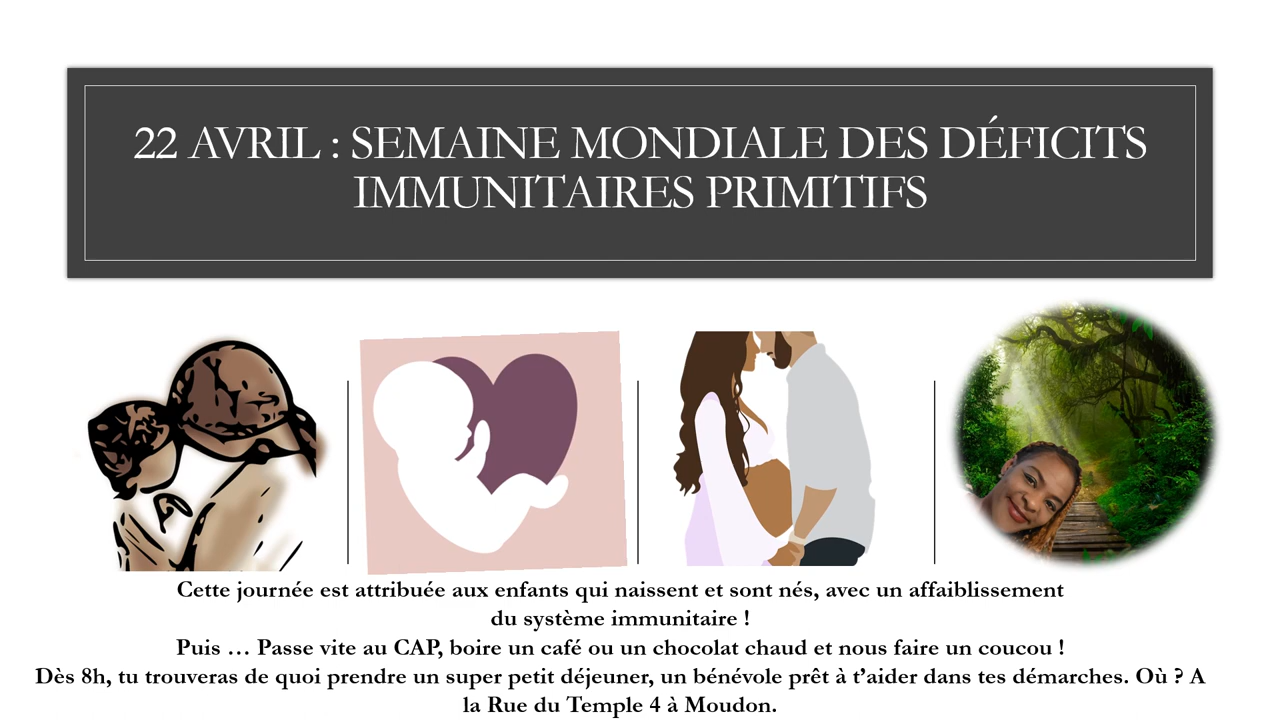 22 AVRIL : SEMAINE MONDIALE DES DÉFICITS
IMMUNITAIRES PRIMITIFS
Cette journée est attribuée aux enfants qui naissent et sont nés, avec un affaiblissement
du système immunitaire !
Puis … Passe vite au CAP, boire un café ou un chocolat chaud et nous faire un coucou !
Dès 8h, tu trouveras de quoi prendre un super petit déjeuner, un bénévole prêt à t’aider dans tes démarches. Où ? A
la Rue du Temple 4 à Moudon.